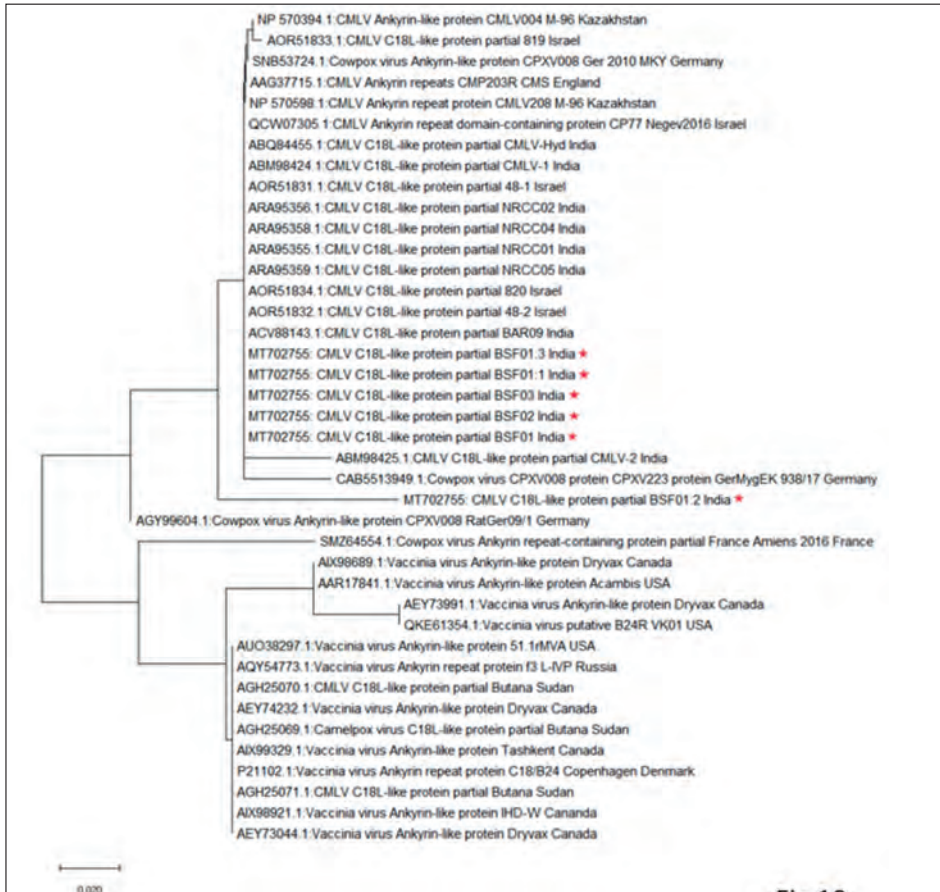 NP 570394.1:CMLV Ankyrin-like protein CMLV004 M-96 Kazakhstan
AOR51833.1:CMLV C18L-like protein partial 819 Israel
SNB53724.1:Cowpox virus Ankyrin-like protein CPXV008 Ger 2010 MKY Germany
AAG37715.1:CMLV Ankyrin repeats CMP203R CMS England
NP 570598.1:CMLV Ankyrin repeat protein CMLV208 M-96 Kazakhstan
QCW07305.1:CMLV Ankyrin repeat domain-containing protein CP77 Negev2016 Israel
ABQ84455.1:CMLV C18L-like protein partial CMLV-Hyd India
ABM98424.1:CMLV C18L-like protein partial CMLV-1 India
AOR51831.1:CMLV C18L-like protein partial 48-1 Israel
ARA95356.1:CMLV C18L-like protein partial NRCC02 India
ARA95358.1:CMLV C18L-like protein partial NRCC04 India
ARA95355.1:CMLV C18L-like protein partial NRCC01 India
ARA95359.1:CMLV C18L-like protein partial NRCC05 India
AOR51834.1:CMLV C18L-like protein partial 820 Israel
AOR51832.1:CMLV C18L-like protein partial 48-2 Israel
ACV88143.1:CMLV C18L-like protein partial BAR09 India
MT702755: CMLV C18L-like protein partial BSF01.3 India ★
MT702755: CMLV C18L-like protein partial BSF01:1 India ★
MT702755: CMLV C18L-like protein partial BSF03 India ★
MT702755: CMLV C18L-like protein partial BSF02 India ★
MT702755: CMLV C18L-like protein partial BSF01 India ★
ABM98425.1:CMLV C18L-like protein partial CMLV-2 India
CAB5513949.1:Cowpox virus CPXV008 protein CPXV223 protein GerMygEK 938/17 Germany
MT702755: CMLV C18L-like protein partial BSF01:2 India ★
AGY99604.1:Cowpox virus Ankyrin-like protein CPXV008 RatGer09/1 Germany
SMZ64554.1:Cowpox virus Ankyrin repeat-containing protein partial France Amiens 2016 France
AIX98689.1:Vaccinia virus Ankyrin-like protein Dryvax Canada
AAR17841.1:Vaccinia virus Ankyrin-like protein Acambis USA
AEY73991.1:Vaccinia virus Ankyrin-like protein Dryvax Canada
QKE61354.1:Vaccinia virus putative B24R VK01 USA
AUO38297.1:Vaccinia virus Ankyrin-like protein 51.1rMVA USA
AQY54773.1:Vaccinia virus Ankyrin repeat protein f3 L-IVP Russia
AGH25070.1:CMLV C18L-like protein partial Butana Sudan
AEY74232.1:Vaccinia virus Ankyrin-like protein Dryvax Canada
AGH25069.1:Camelpox virus C18L-like protein partial Butana Sudan
AIX99329.1:Vaccinia virus Ankyrin-like protein Tashkent Canada
P21102.1:Vaccinia virus Ankyrin repeat protein C18/B24 Copenhagen Denmark
AGH25071.1:CMLV C18L-like protein partial Butana Sudan
AIX98921.1:Vaccinia virus Ankyrin-like protein IHD-W Cananda
AEY73044.1:Vaccinia virus Ankyrin-like protein Dryvax Canada
0.020